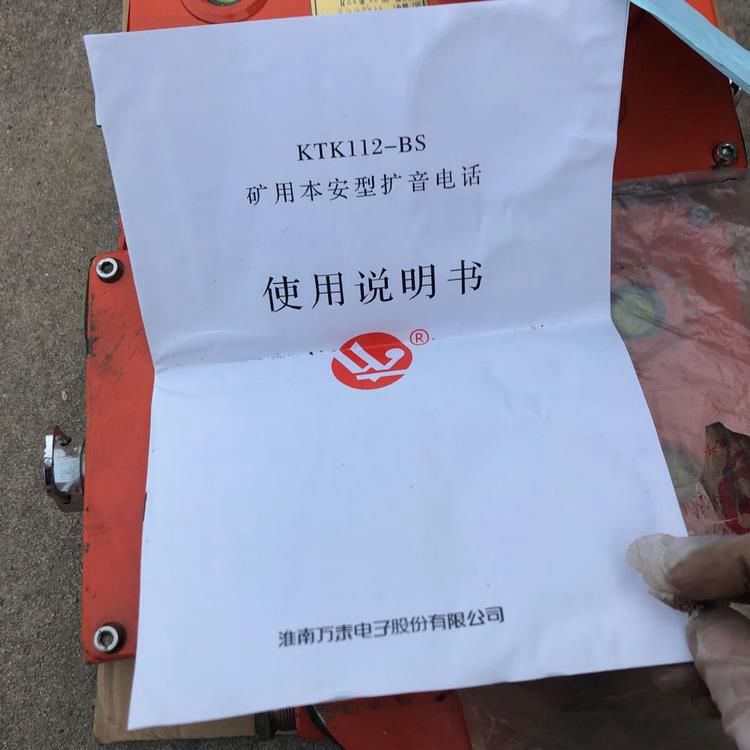 KTK112-BS
矿用本安型扩音电话
使用说明书
®
淮南万泰电子股份有限公司